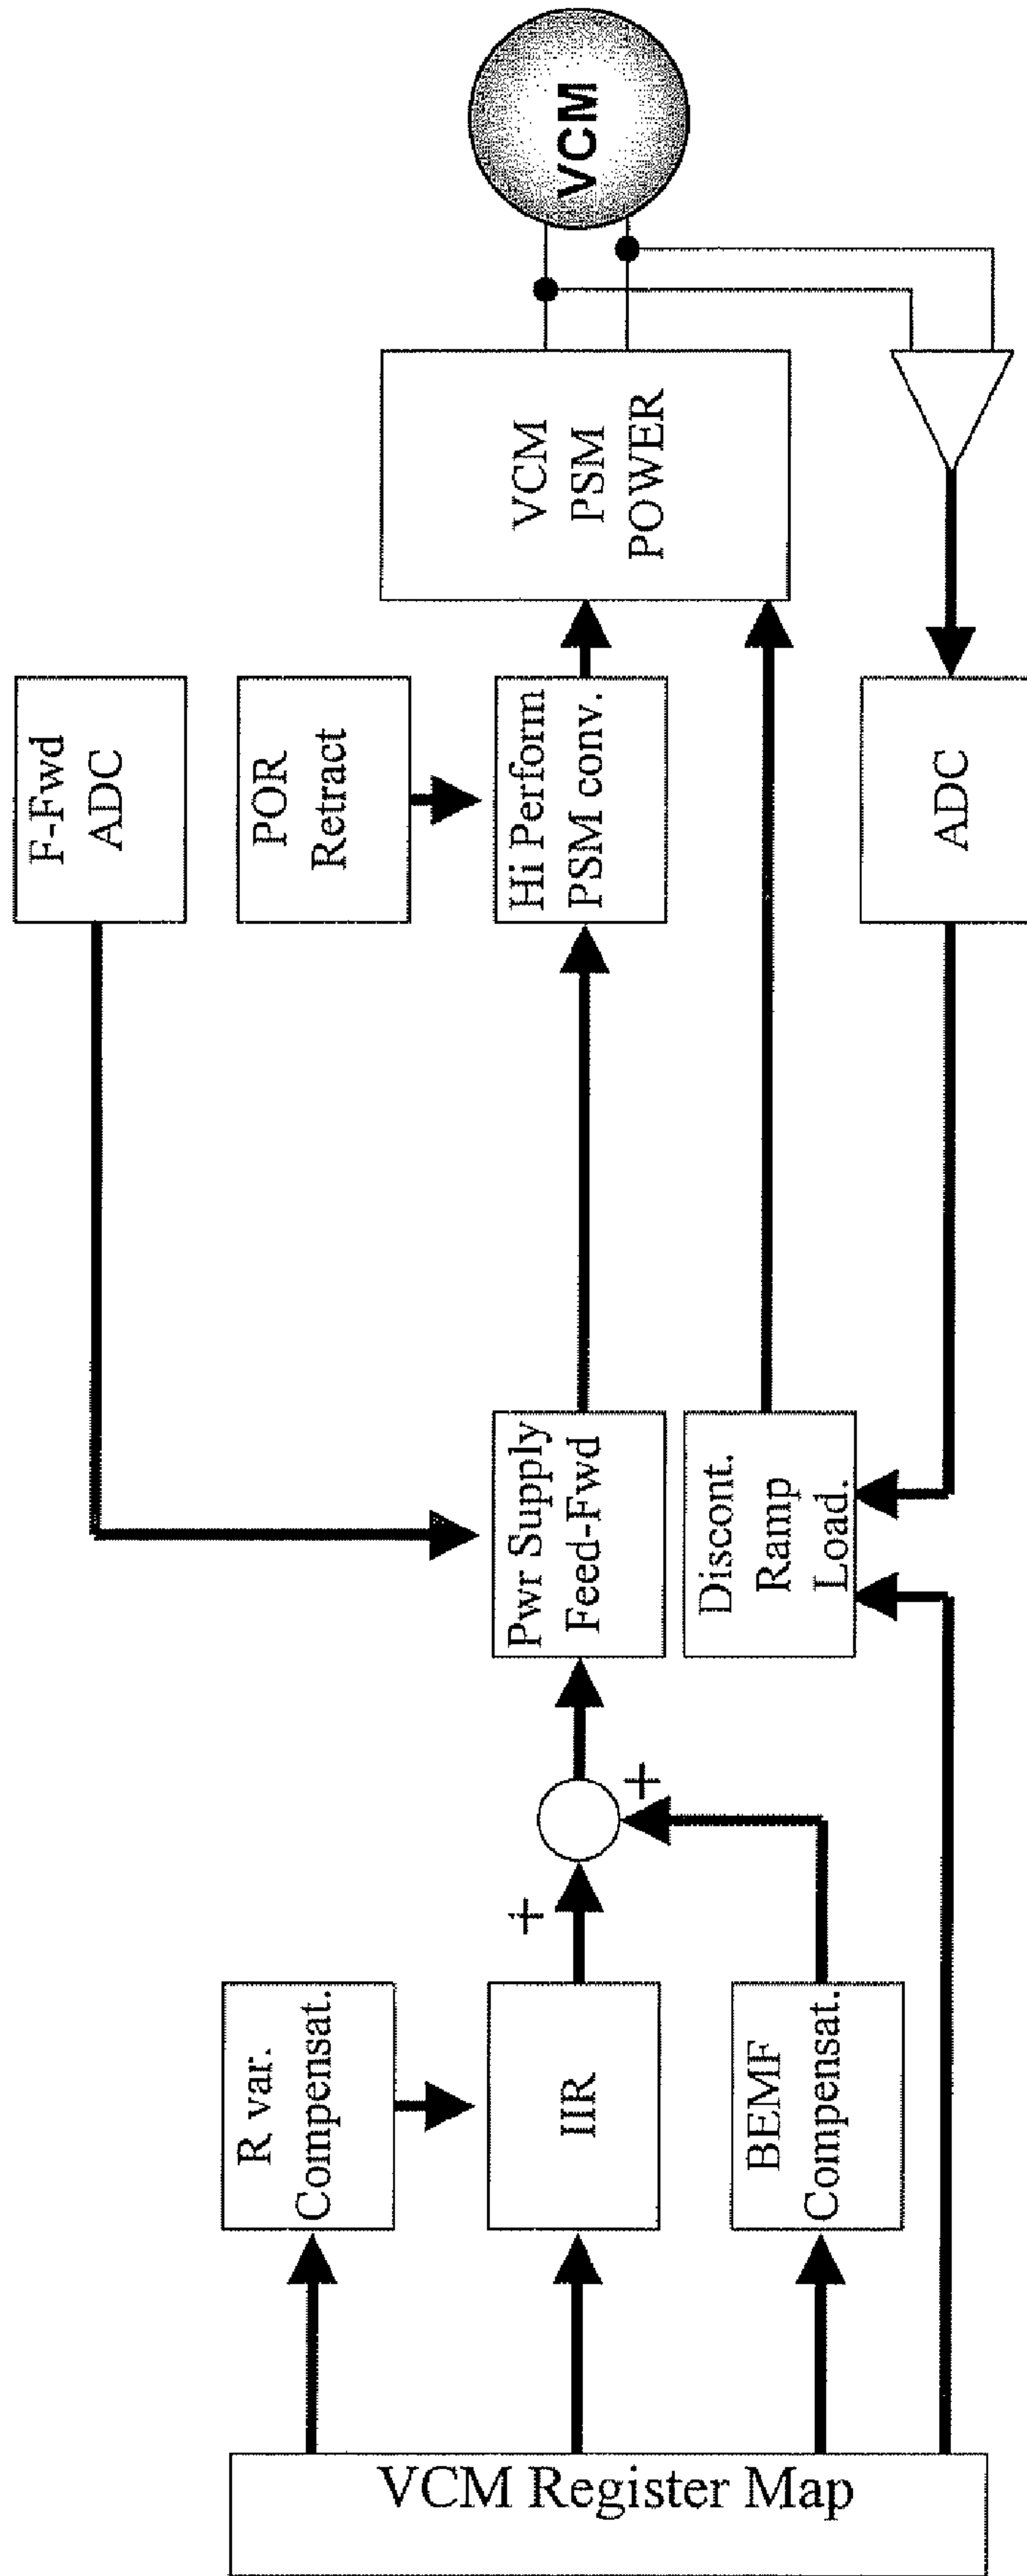 VCM Register Map
R var.
Compensat.
IIR
BEMF
Compensat.
+
+
Pwr Supply
Feed-Fwd
Discont.
Ramp
Load.
F-Fwd
ADC
POR
Retract
Hi Perform
PSM conv.
ADC
VCM
PSM
POWER
VCM